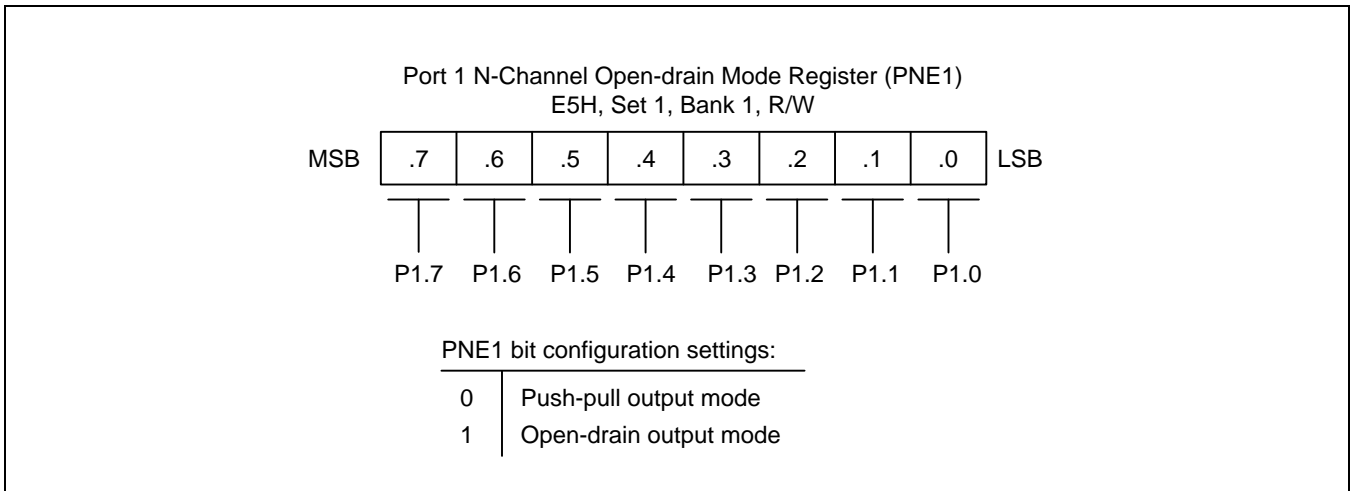 Port 1 N-Channel Open-drain Mode Register (PNE1)
E5H, Set 1, Bank 1, R/W
MSB .7 .6 .5 .4 .3 .2 .1 .0 LSB
P1.7 P1.6 P1.5 P1.4 P1.3 P1.2 P1.1 P1.0
PNE1 bit configuration settings:
0 Push-pull output mode
1 Open-drain output mode